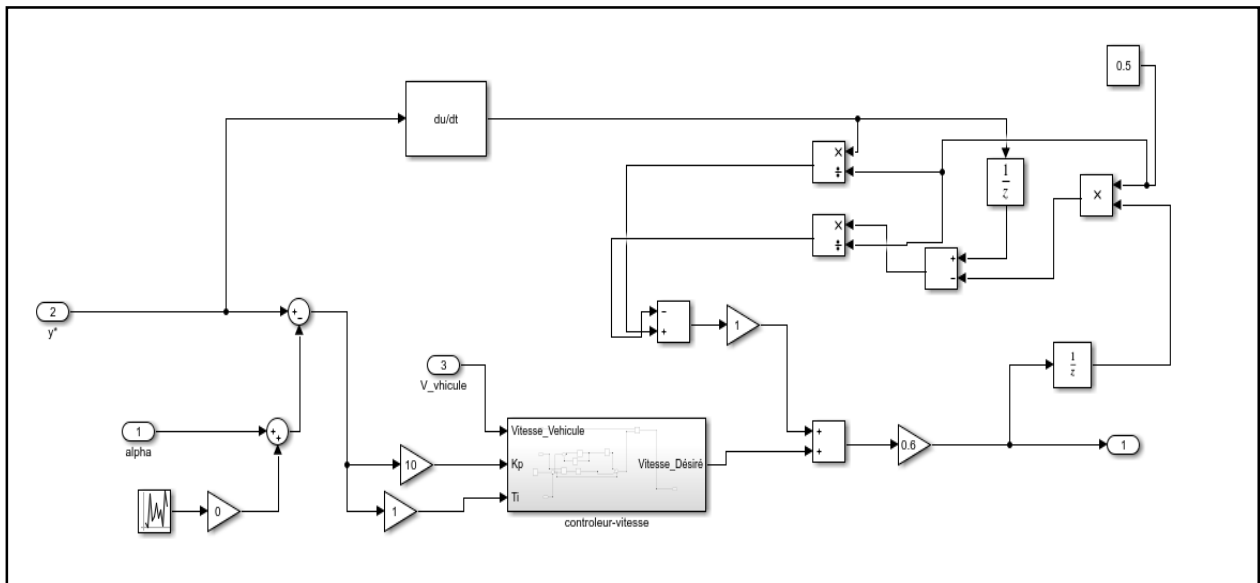 0.5
du/dt
×
÷
1
z
×
×
÷
+
−
2
y*
+
−
−
+
1
3
V_vhicule
1
z
1
alpha
+
+
Vitesse_Vehicule
+
+
0.6
1
10
Kp
Vitesse_Désiré
0
1
Ti
controleur-vitesse